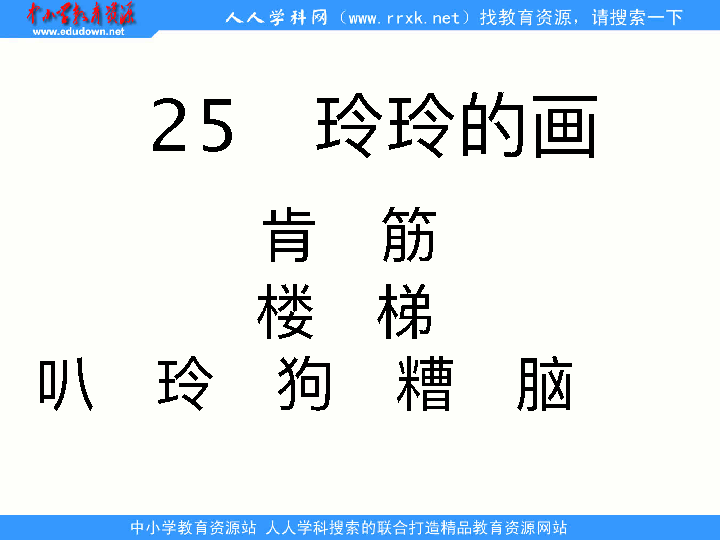 中小学教育资源
www.edudown.net
人人学科网（www.rrxk.net）找教育资源，请搜索一下
25 玲玲的画
肯 筋
楼 梯
叭 玲 狗 糟 脑
中小学教育资源站 人人学科搜索的联合打造精品教育资源网站